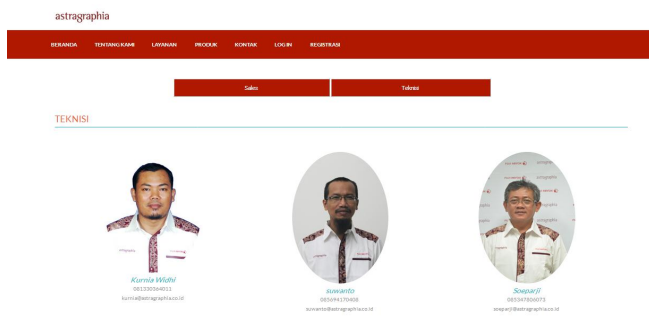 astragraphia
BERANDA TENTANG KAMI LAYANAN PRODUK KONTAK LOG IN REGISTRASI
Sales Teknisi
TEKNISI
Kurnia Widhi
081330364011
kurnia@astragraphia.co.id
suwanto
085694170408
suwanto@astragraphia.co.id
Soeparji
083347806073
soeparji@astragraphia.co.id